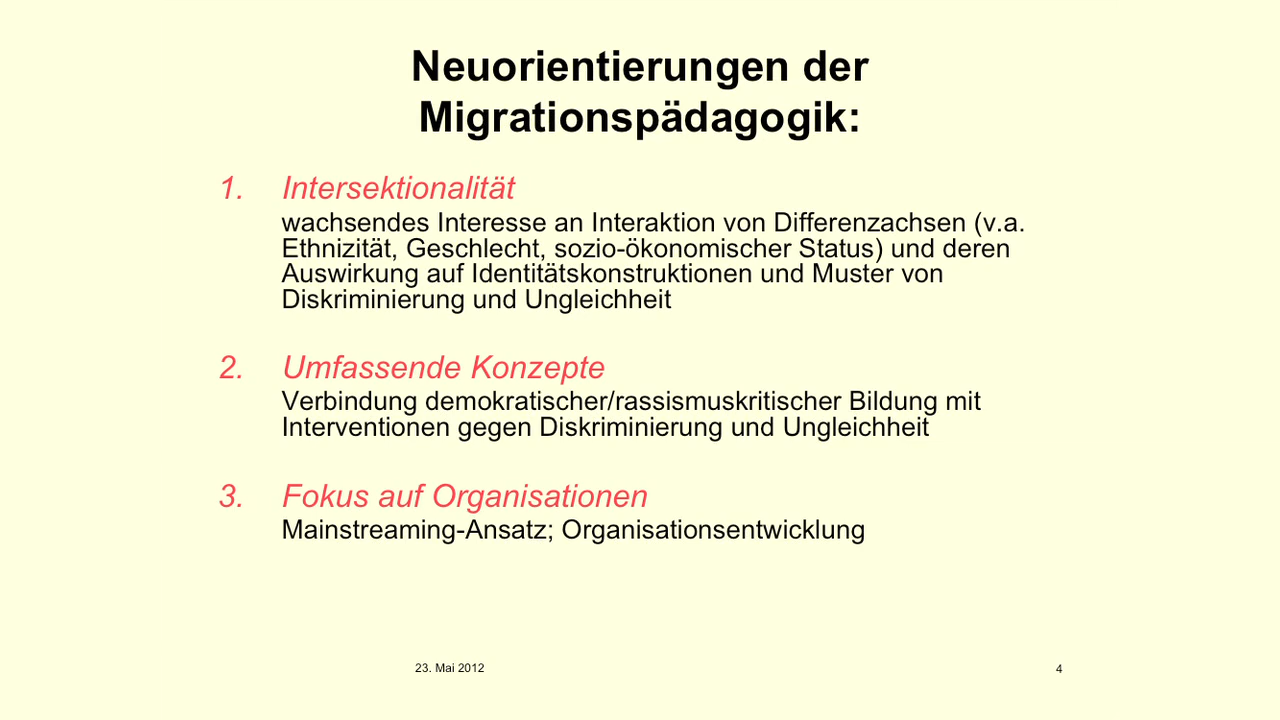 Neuorientierungen der
Migrationspädagogik:
1. Intersektionalität
wachsendes Interesse an Interaktion von Differenzachsen (v.a.
Ethnizität, Geschlecht, sozio-ökonomischer Status) und deren
Auswirkung auf Identitätskonstruktionen und Muster von
Diskriminierung und Ungleichheit
2. Umfassende Konzepte
Verbindung demokratischer/rassismuskritischer Bildung mit
Interventionen gegen Diskriminierung und Ungleichheit
3. Fokus auf Organisationen
Mainstreaming-Ansatz; Organisationsentwicklung
23. Mai 2012 4